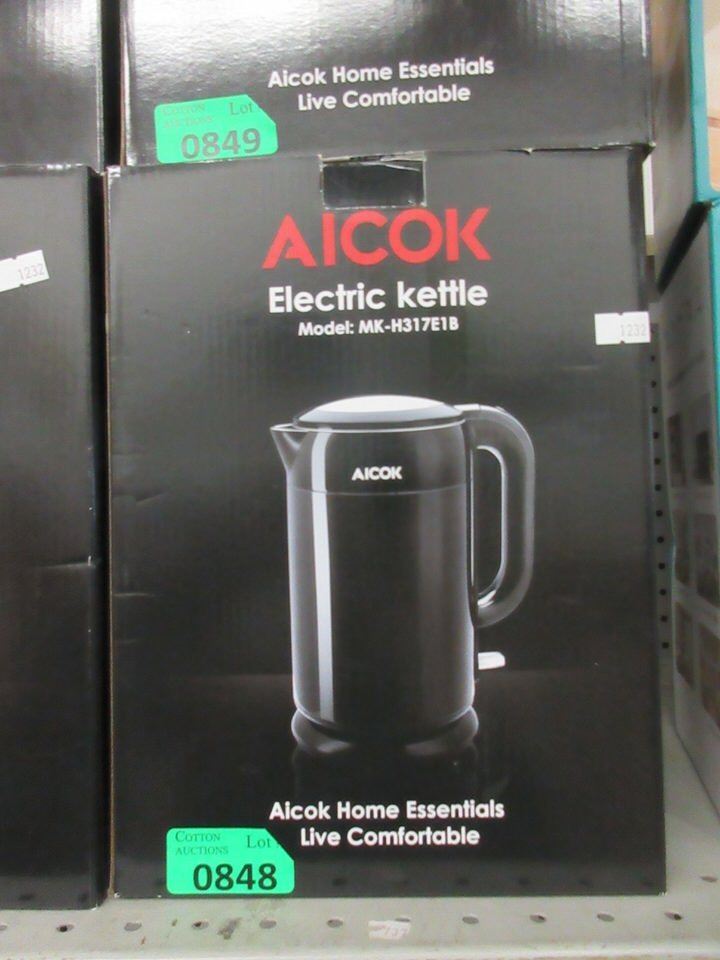 Aicok Home Essentials
Live Comfortable
COTTON AUCTIONS Lot
0849
1232
AICOK
Electric kettle
Model: MK-H317E1B
1232
AICOK
Aicok Home Essentials
Live Comfortable
COTTON AUCTIONS Lot
0848